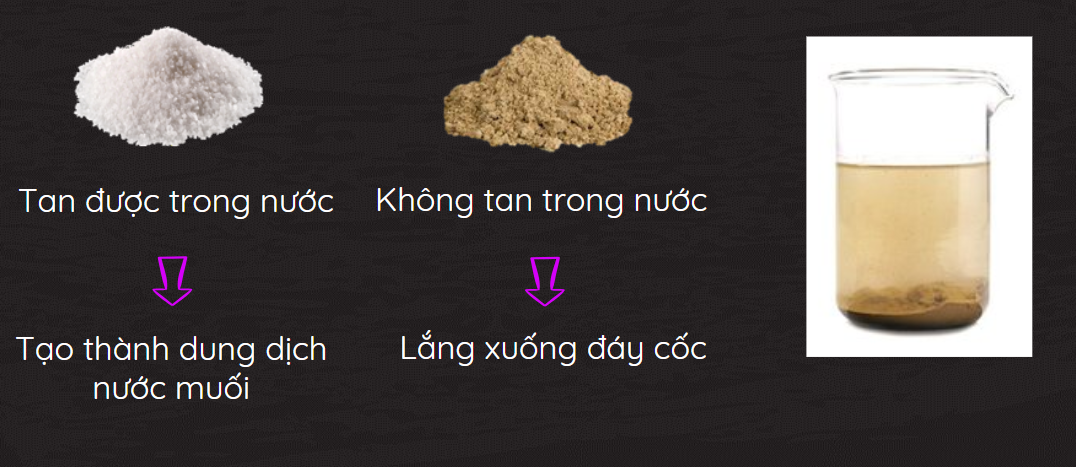 Tan được trong nước
Không tan trong nước
Tạo thành dung dịch
nước muối
Lắng xuống đáy cốc